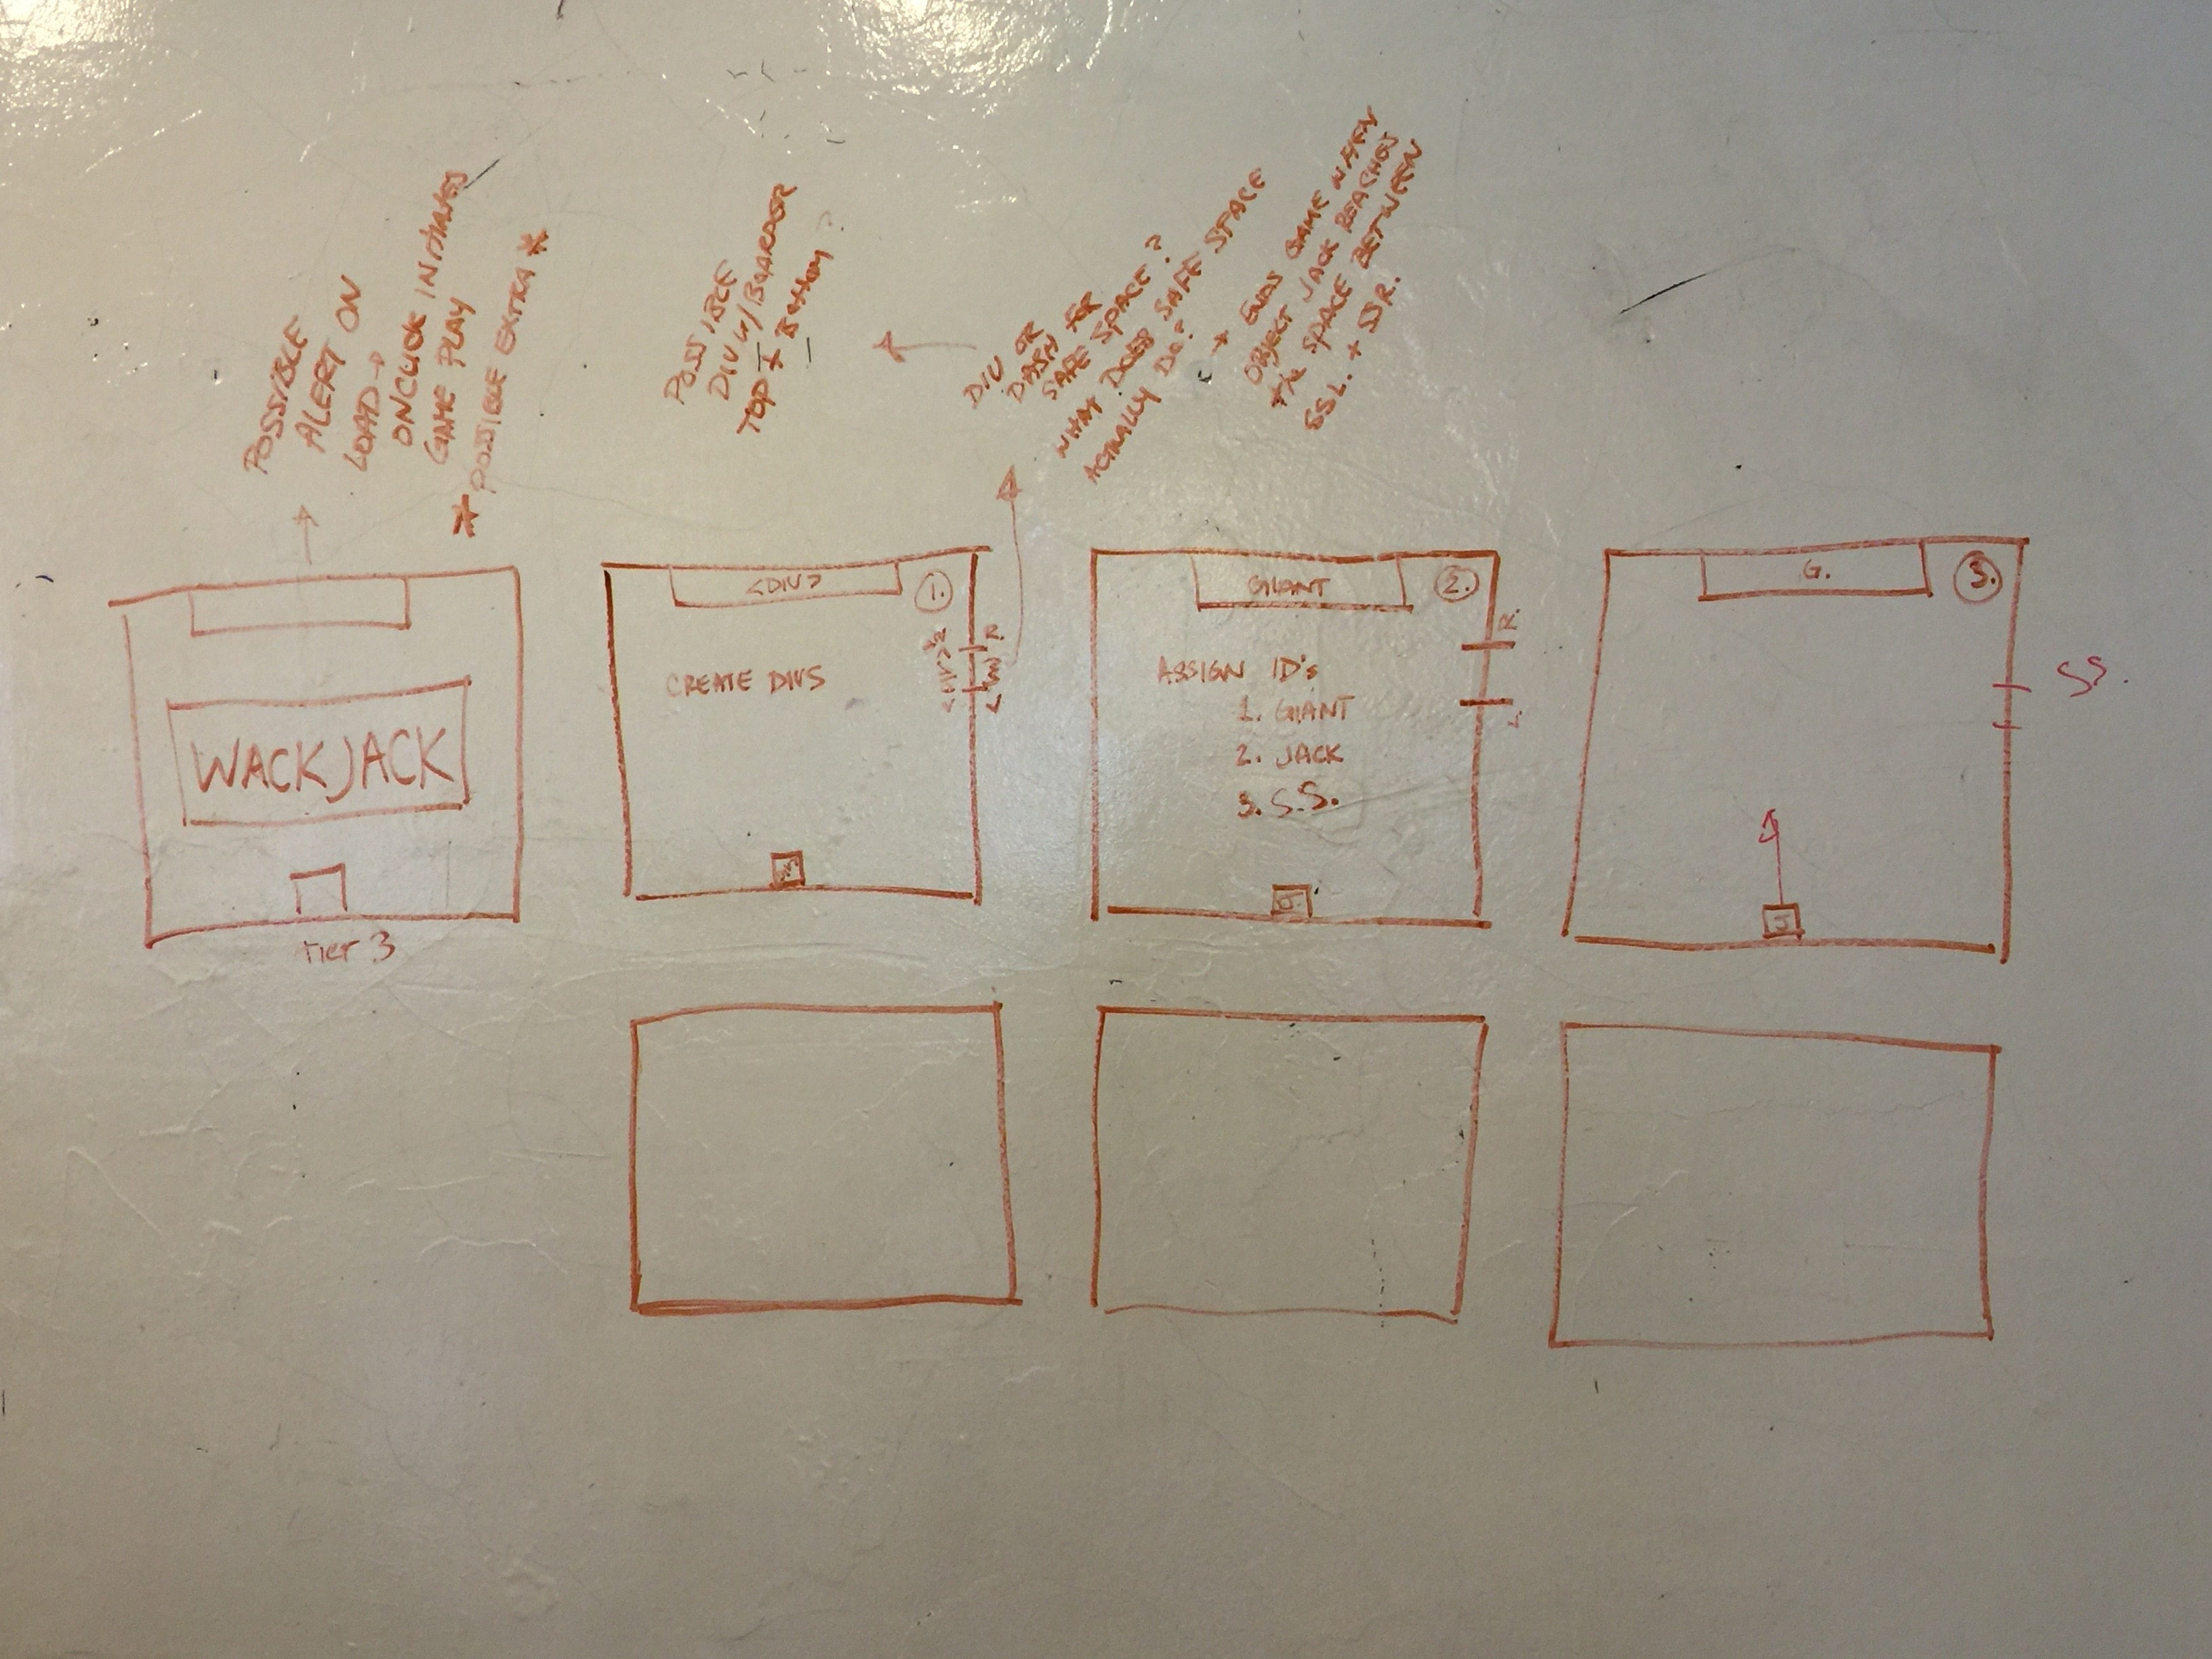 POSSIBLE
ALERT ON
LOAD →
ONCLICK INITIATES
GAME PLAY
* POSSIBLE EXTRA *
POSSIBLE
DIV W/ BOARDER
TOP + Bottom ?
DIV OR
DASH FOR
SAFE SPACE?
WHAT DOES SAFE SPACE
ACTUALLY DO?
→ ENDS GAME WHEN
OBJECT JACK REACHES
THE SPACE BETWEEN
SSL. + SSR.
WACKJACK
Tier 3
<DIV>
1.
CREATE DIVS
R.
GIANT
2.
R.
L.
ASSIGN ID's
1. GIANT
2. JACK
3. S.S.
J.
G.
3.
SS.
J